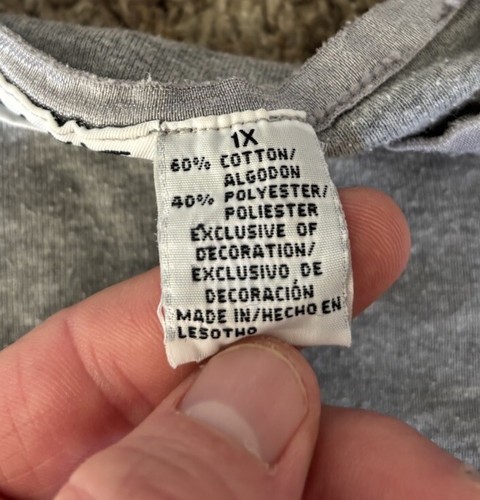 1X
60% COTTON/
ALGODON
40% POLYESTER/
POLIESTER
EXCLUSIVE OF
DECORATION/
EXCLUSIVO DE
DECORACIÓN
MADE IN/HECHO EN
LESOTHO